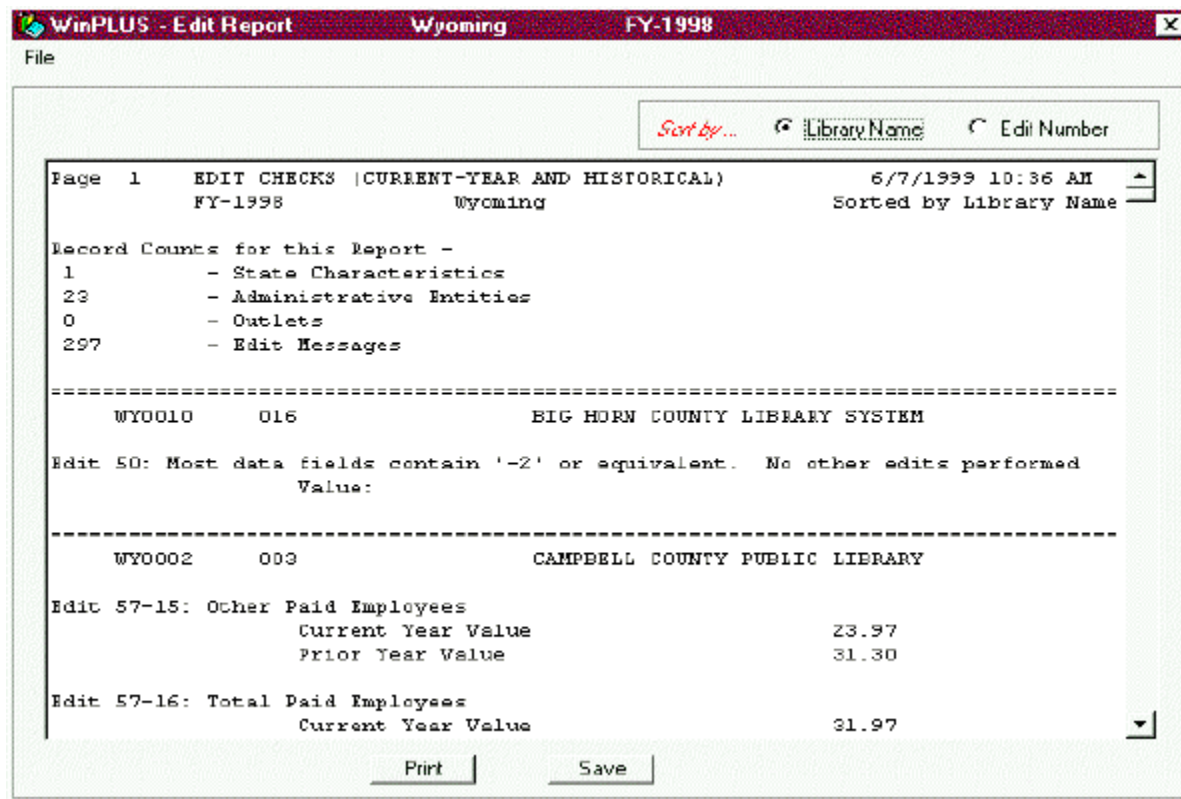 WinPLUS - Edit Report Wyoming FY-1998
File
Sort by... Library Name Edit Number
Page 1 EDIT CHECKS (CURRENT-YEAR AND HISTORICAL) 6/7/1999 10:36 AM
FY-1998 Wyoming Sorted by Library Name
Record Counts for this Report -
1 - State Characteristics
23 - Administrative Entities
0 - Outlets
297 - Edit Messages
==================================================================================
WY0010 016 BIG HORN COUNTY LIBRARY SYSTEM
Edit 50: Most data fields contain '-2' or equivalent. No other edits performed
Value:
----------------------------------------------------------------------------------
WY0002 003 CAMPBELL COUNTY PUBLIC LIBRARY
Edit 57-15: Other Paid Employees
Current Year Value 23.97
Prior Year Value 31.30
Edit 57-16: Total Paid Employees
Current Year Value 31.97
Print Save